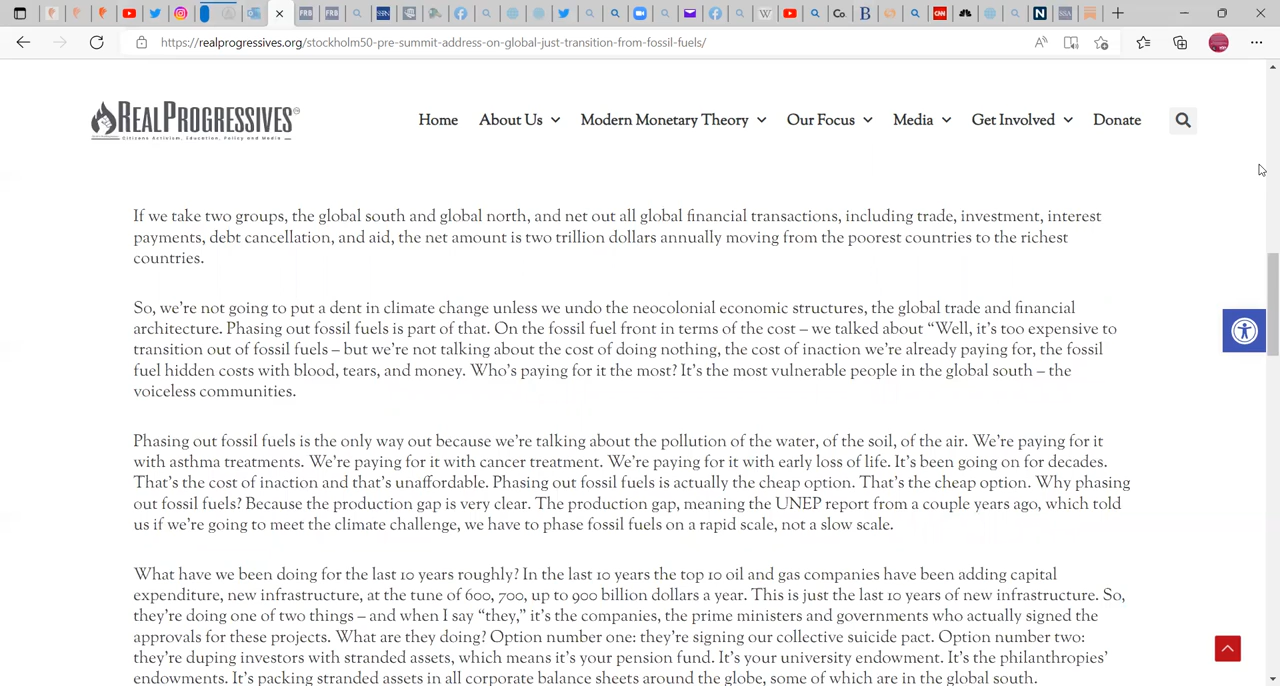 FRB FRB SSRN W Co B CNN N
https://realprogressives.org/stockholm50-pre-summit-address-on-global-just-transition-from-fossil-fuels/
REALPROGRESSIVES
Citizens Activism, Education, Policy and Media
Home About Us Modern Monetary Theory Our Focus Media Get Involved Donate
If we take two groups, the global south and global north, and net out all global financial transactions, including trade, investment, interest
payments, debt cancellation, and aid, the net amount is two trillion dollars annually moving from the poorest countries to the richest
countries.
So, we’re not going to put a dent in climate change unless we undo the neocolonial economic structures, the global trade and financial
architecture. Phasing out fossil fuels is part of that. On the fossil fuel front in terms of the cost – we talked about “Well, it’s too expensive to
transition out of fossil fuels – but we’re not talking about the cost of doing nothing, the cost of inaction we’re already paying for, the fossil
fuel hidden costs with blood, tears, and money. Who’s paying for it the most? It’s the most vulnerable people in the global south – the
voiceless communities.
Phasing out fossil fuels is the only way out because we’re talking about the pollution of the water, of the soil, of the air. We’re paying for it
with asthma treatments. We’re paying for it with cancer treatment. We’re paying for it with early loss of life. It’s been going on for decades.
That’s the cost of inaction and that’s unaffordable. Phasing out fossil fuels is actually the cheap option. That’s the cheap option. Why phasing
out fossil fuels? Because the production gap is very clear. The production gap, meaning the UNEP report from a couple years ago, which told
us if we’re going to meet the climate challenge, we have to phase fossil fuels on a rapid scale, not a slow scale.
What have we been doing for the last 10 years roughly? In the last 10 years the top 10 oil and gas companies have been adding capital
expenditure, new infrastructure, at the tune of 600, 700, up to 900 billion dollars a year. This is just the last 10 years of new infrastructure. So,
they’re doing one of two things – and when I say “they,” it’s the companies, the prime ministers and governments who actually signed the
approvals for these projects. What are they doing? Option number one: they’re signing our collective suicide pact. Option number two:
they’re duping investors with stranded assets, which means it’s your pension fund. It’s your university endowment. It’s the philanthropies’
endowments. It’s packing stranded assets in all corporate balance sheets around the globe, some of which are in the global south.